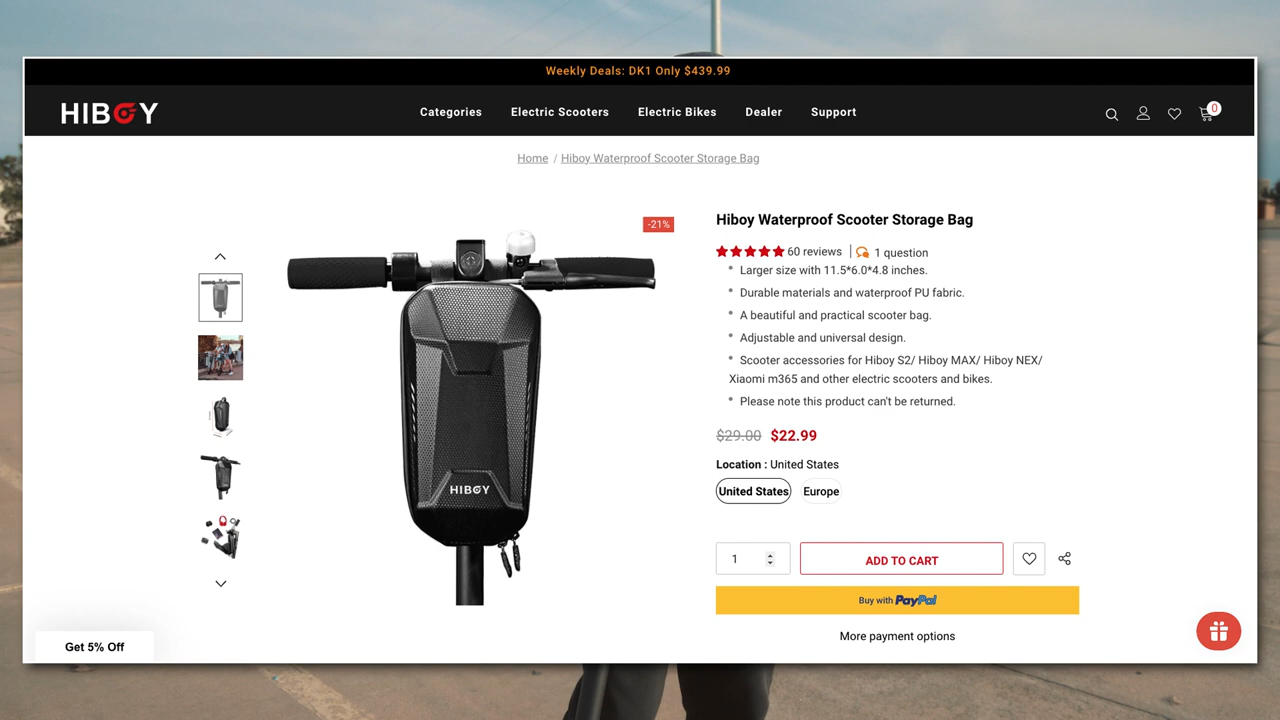 Weekly Deals: DK1 Only $439.99
HIBOY
Categories
Electric Scooters
Electric Bikes
Dealer
Support
0
Home / Hiboy Waterproof Scooter Storage Bag
-21%
Hiboy Waterproof Scooter Storage Bag
60 reviews
1 question
Larger size with 11.5*6.0*4.8 inches.
Durable materials and waterproof PU fabric.
A beautiful and practical scooter bag.
Adjustable and universal design.
Scooter accessories for Hiboy S2/ Hiboy MAX/ Hiboy NEX/
Xiaomi m365 and other electric scooters and bikes.
Please note this product can't be returned.
$29.00 $22.99
Location : United States
United States
Europe
HIBOY
1
ADD TO CART
Buy with PayPal
More payment options
Get 5% Off